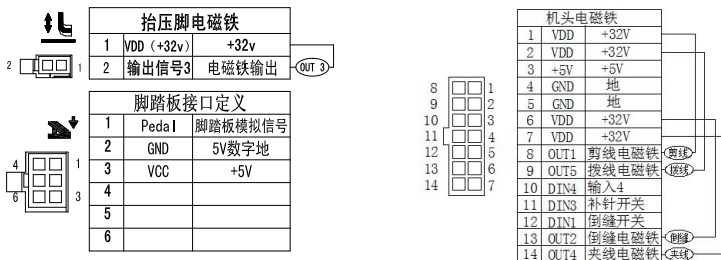 抬压脚电磁铁
1 VDD（+32v） +32v
2 输出信号3 电磁铁输出 OUT 3
2 1
脚踏板接口定义
1 Pedal 脚踏板模拟信号
2 GND 5V数字地
3 VCC +5V
4
5
6
4 1
6 3
机头电磁铁
1 VDD +32V
2 VDD +32V
3 +5V +5V
4 GND 地
5 GND 地
6 VDD +32V
7 VDD +32V
8 OUT1 剪线电磁铁 剪线
9 OUT5 拨线电磁铁 拨线
10 DIN4 输入4
11 DIN3 补针开关
12 DIN1 倒缝开关
13 OUT2 倒缝电磁铁 倒缝
14 OUT4 夹线电磁铁 夹线
8 1
9 2
10 3
11 4
12 5
13 6
14 7